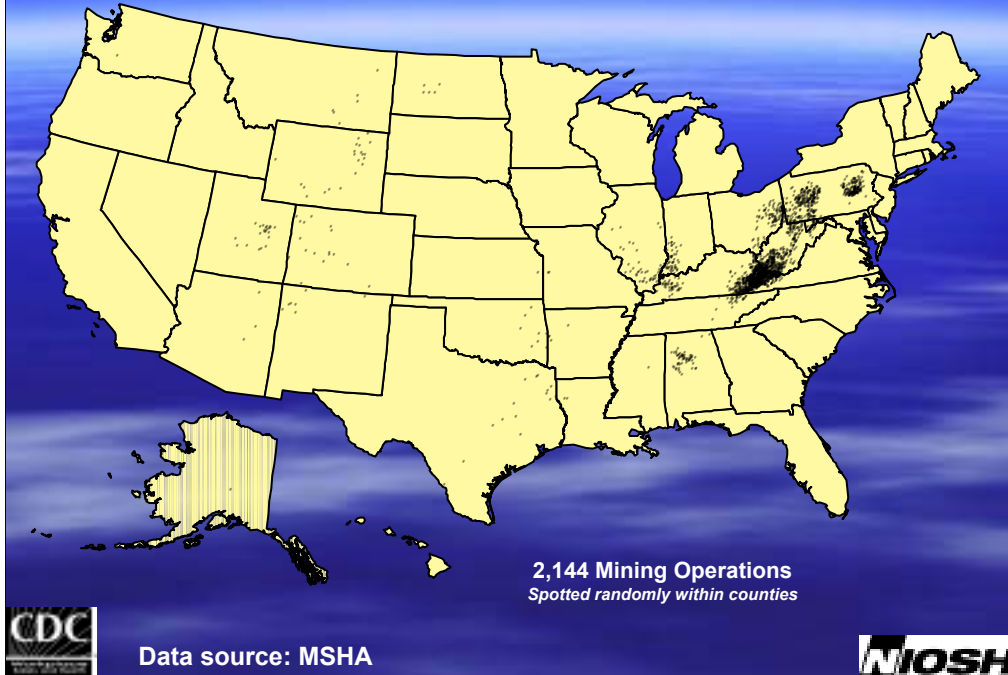 2,144 Mining Operations
Spotted randomly within counties
CDC
Data source: MSHA
NIOSH